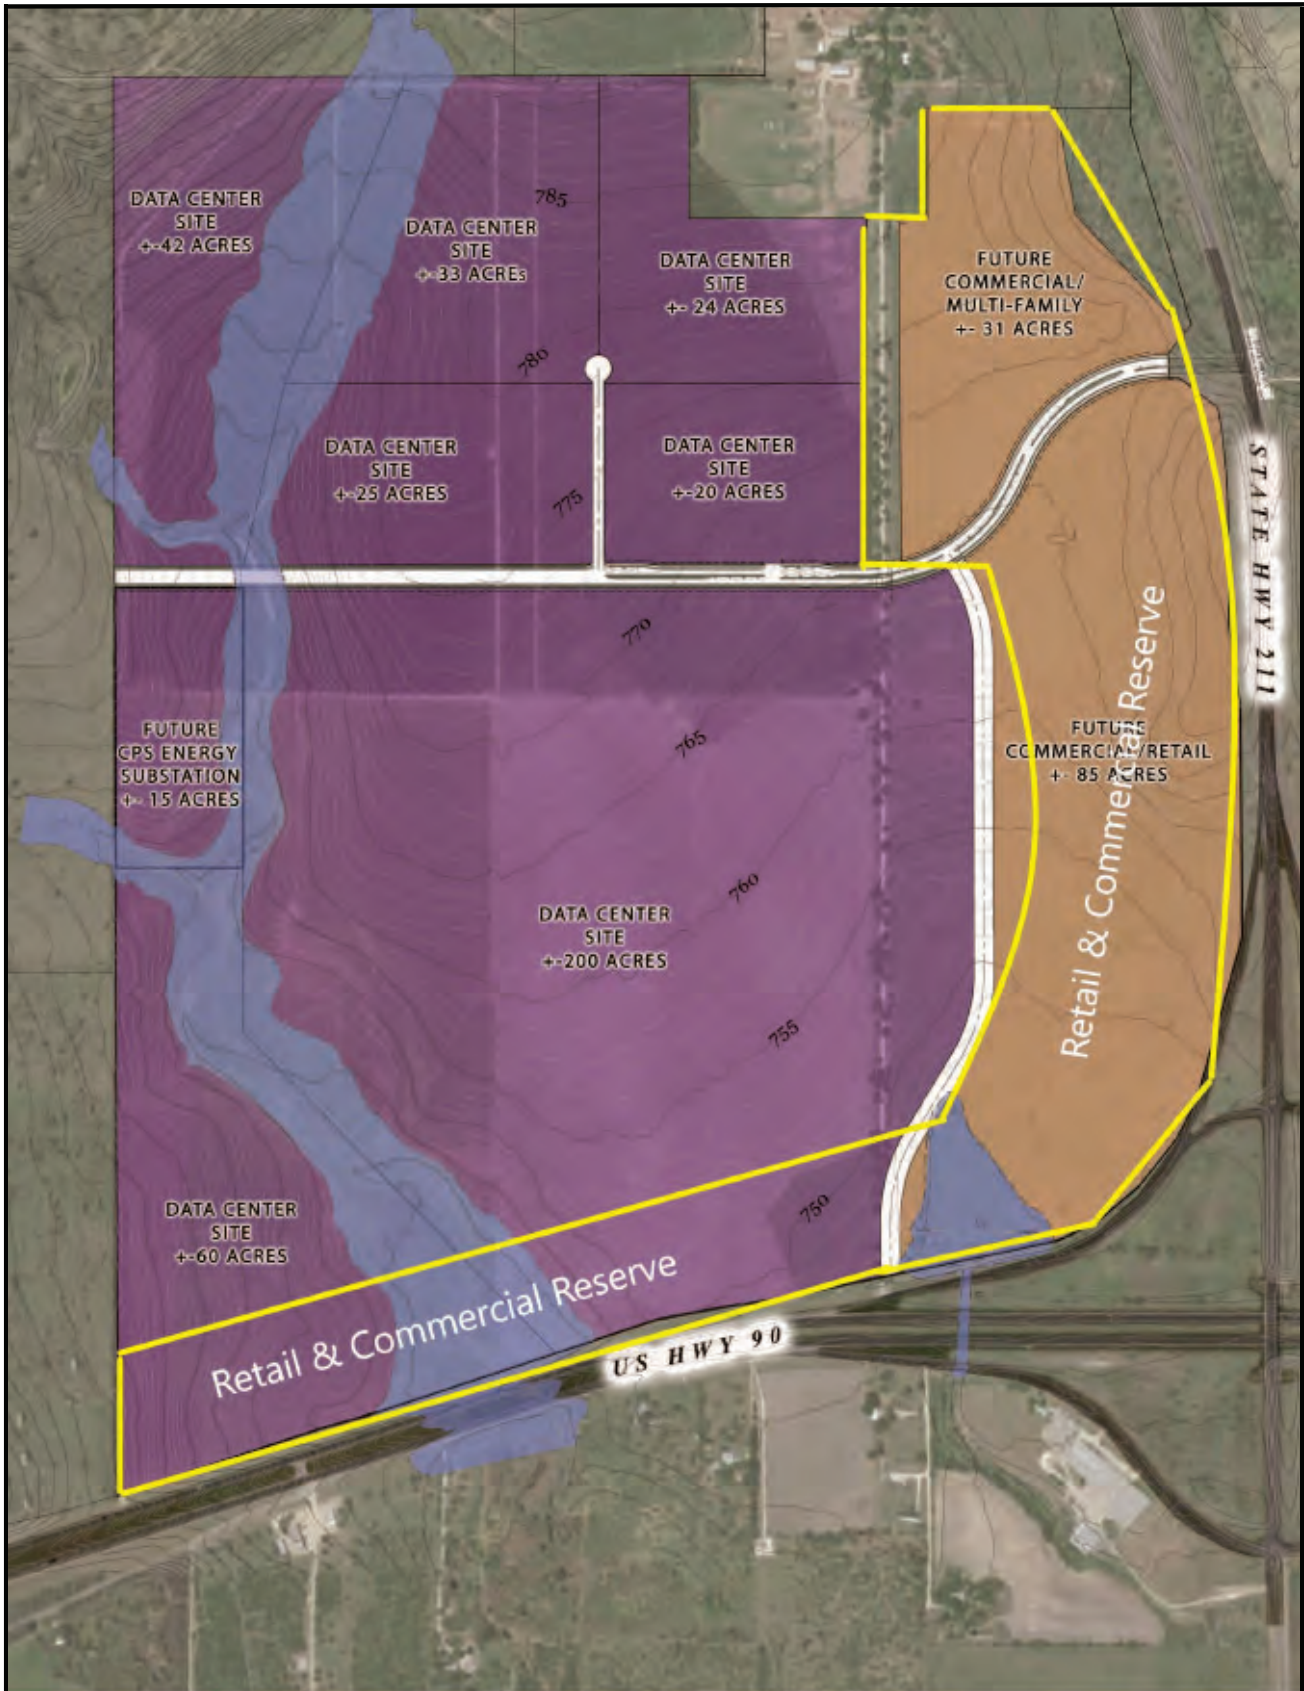 DATA CENTER
SITE
+-42 ACRES
785
DATA CENTER
SITE
+-33 ACREs
DATA CENTER
SITE
+- 24 ACRES
FUTURE
COMMERCIAL/
MULTI-FAMILY
+- 31 ACRES
780
DATA CENTER
SITE
+-25 ACRES
775
DATA CENTER
SITE
+-20 ACRES
STATE HWY 211
770
FUTURE
CPS ENERGY
SUBSTATION
+- 15 ACRES
765
FUTURE
COMMERCIAL/RETAIL
+- 85 ACRES
Retail & Commercial Reserve
760
DATA CENTER
SITE
+-200 ACRES
755
750
DATA CENTER
SITE
+-60 ACRES
Retail & Commercial Reserve
US HWY 90